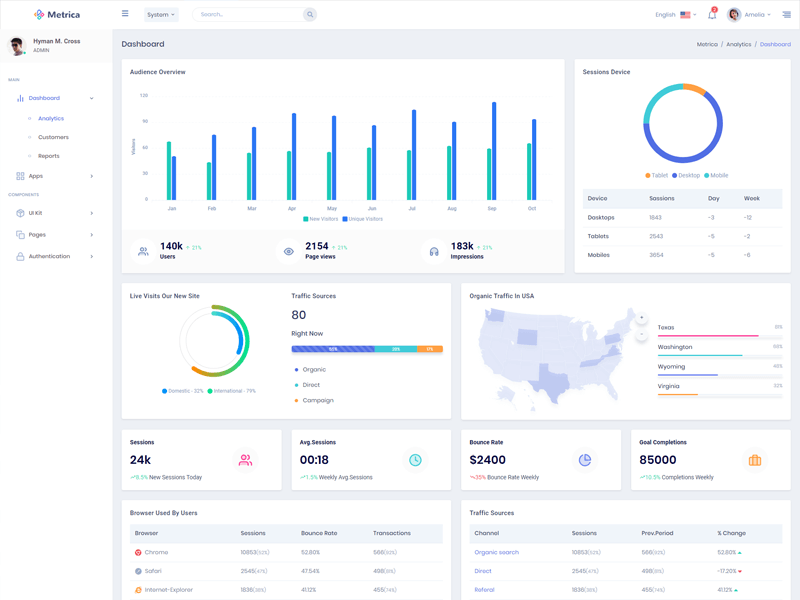 Metrica
System
Search...
English
2
Amelia
Hyman M. Cross
ADMIN
MAIN
Dashboard
Analytics
Customers
Reports
Apps
COMPONENTS
UI Kit
Pages
Authentication
Dashboard
Metrica / Analytics / Dashboard
Audience Overview
Visitors
120
90
60
30
0
Jan Feb Mar Apr May Jun Jul Aug Sep Oct
New Visitors Unique Visitors
140k 21%
Users
2154 21%
Page views
183k 21%
Impressions
Sessions Device
Tablet Desktop Mobile
Device Sessions Day Week
Dasktops 1843 -3 -12
Tablets 2543 -5 -2
Mobiles 3654 -5 -6
Live Visits Our New Site
Domestic - 32% International - 79%
Traffic Sources
80
Right Now
Organic
Direct
Campaign
Organic Traffic In USA
+
-
Texas 81%
Washington 68%
Wyoming 48%
Virginia 32%
Sessions
24k
8.5% New Sessions Today
Avg.Sessions
00:18
1.5% Weekly Avg.Sessions
Bounce Rate
$2400
35% Bounce Rate Weekly
Goal Completions
85000
10.5% Completions Weekly
Browser Used By Users
Browser Sessions Bounce Rate Transactions
Chrome 10853(52%) 52.80% 566(92%)
Safari 2545(47%) 47.54% 498(81%)
Internet-Explorer 1836(38%) 41.12% 455(74%)
Traffic Sources
Channel Sessions Prev.Period % Change
Organic search 10853(52%) 566(92%) 52.80%
Direct 2545(47%) 498(81%) -17.20%
Referal 1836(38%) 455(74%) 41.12%